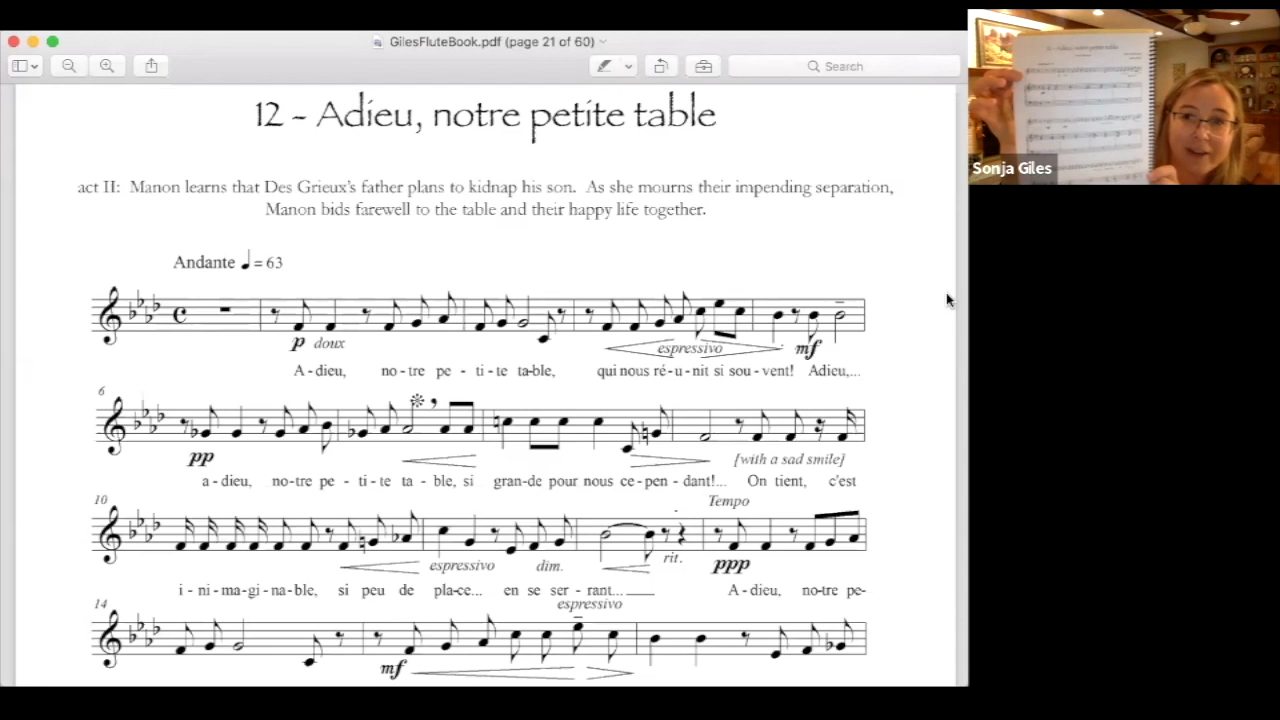 GilesFluteBook.pdf (page 21 of 60)
Search
12 - Adieu, notre petite table
act II: Manon learns that Des Grieux's father plans to kidnap his son. As she mourns their impending separation,
Manon bids farewell to the table and their happy life together.
Andante ♩ = 63
p doux
espressivo
mf
A - dieu, no - tre pe - ti - te ta - ble, qui nous ré - u - nit si sou - vent! Adieu,...
6
pp
[with a sad smile]
a - dieu, no - tre pe - ti - te ta - ble, si gran - de pour nous ce - pen - dant!... On tient, c'est
10
Tempo
espressivo
dim.
rit.
ppp
i - ni - ma - gi - na - ble, si peu de pla - ce... en se ser - rant... A - dieu, no - tre pe -
14
espressivo
mf
Sonja Giles
12 - Adieu, notre petite table